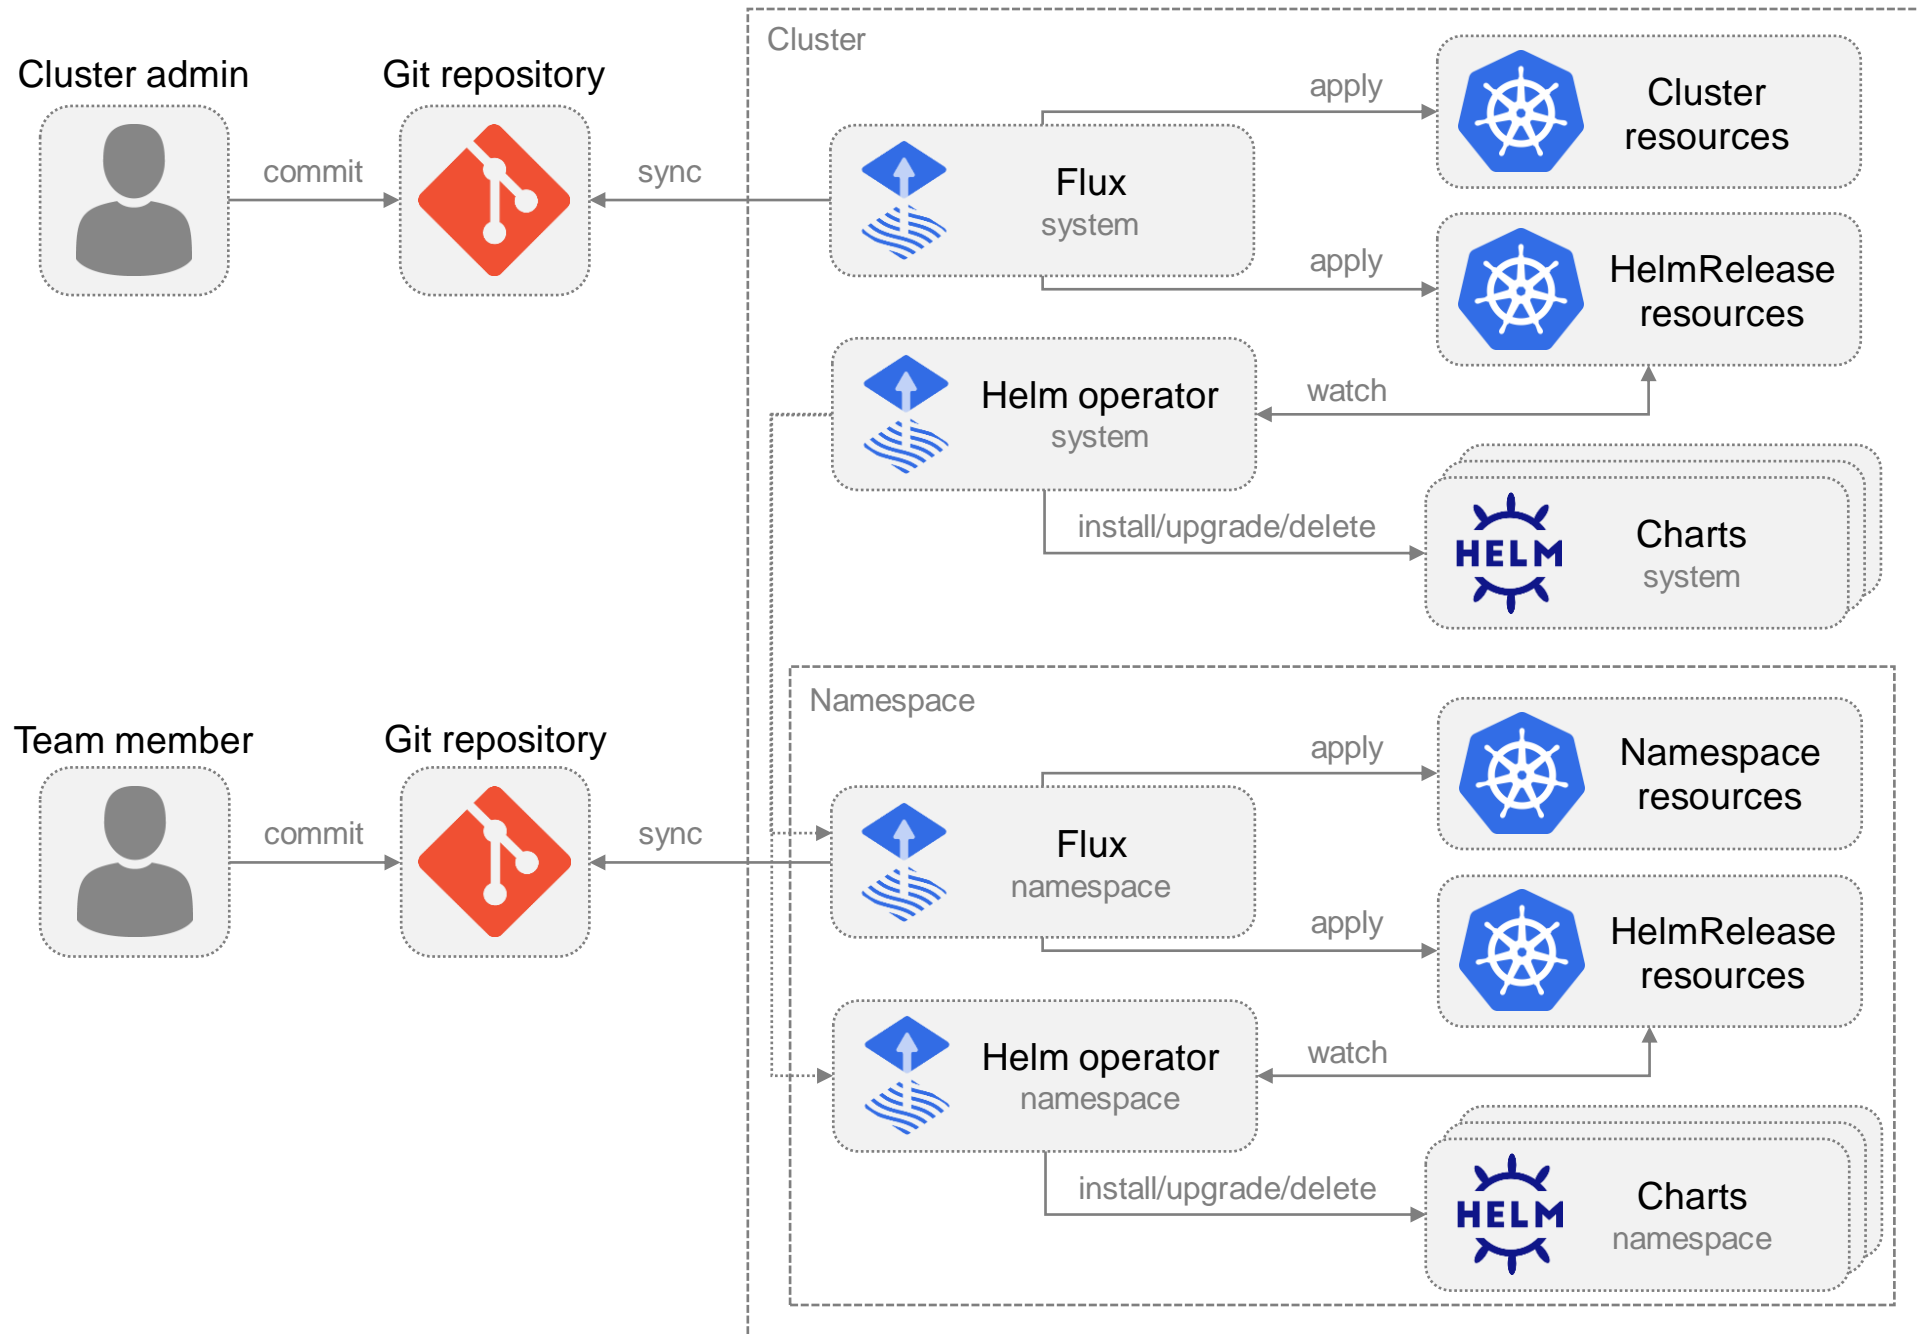 Cluster
Cluster admin
Git repository
commit
sync
Flux
system
apply
Cluster
resources
apply
HelmRelease
resources
Helm operator
system
watch
install/upgrade/delete
HELM
Charts
system
Namespace
Team member
Git repository
commit
sync
Flux
namespace
apply
Namespace
resources
apply
HelmRelease
resources
Helm operator
namespace
watch
install/upgrade/delete
HELM
Charts
namespace